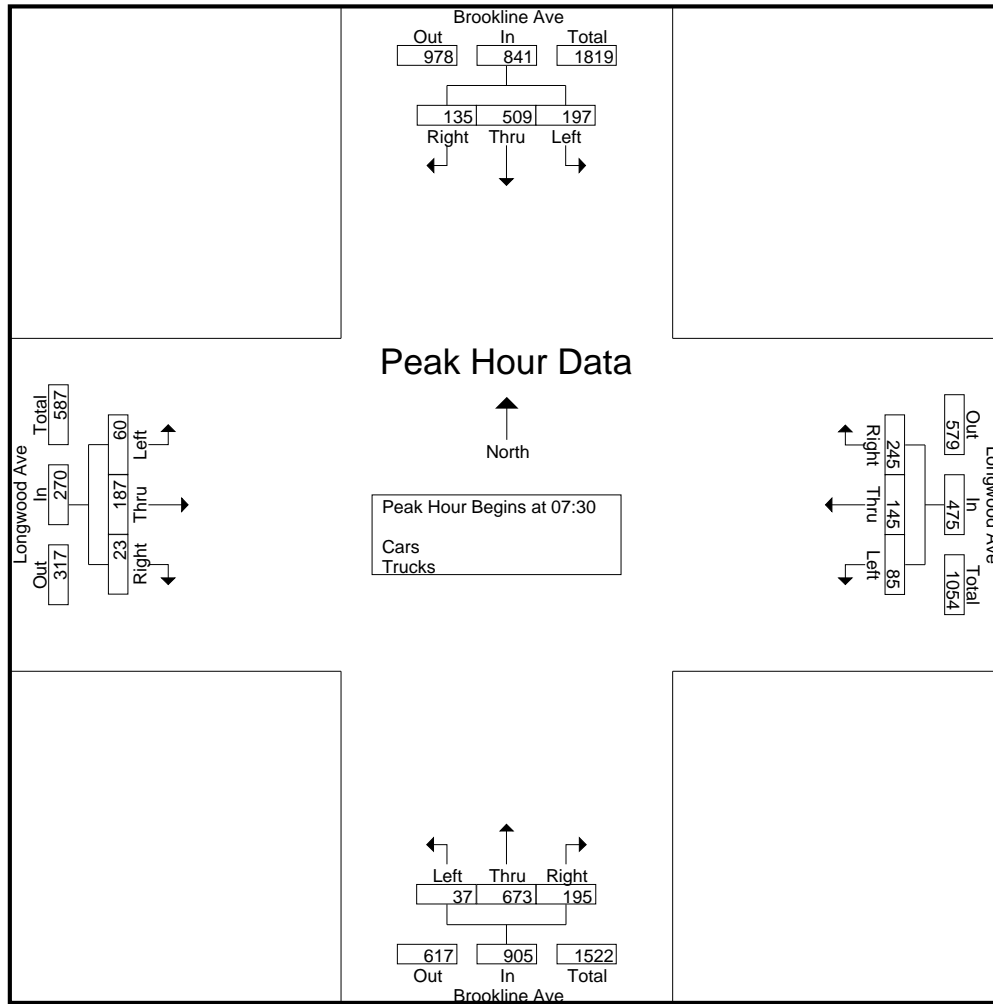 Brookline Ave
Out In Total
978 841 1819
135 509 197
Right Thru Left
Peak Hour Data
North
Peak Hour Begins at 07:30
Cars
Trucks
Longwood Ave
Total In Out
587 270 317
60 187 23
Left Thru Right
Longwood Ave
Out In Total
579 475 1054
245 145 85
Right Thru Left
Left Thru Right
37 673 195
617 905 1522
Out In Total
Brookline Ave